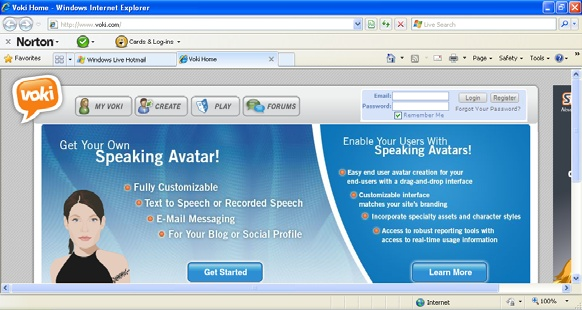 Voki Home - Windows Internet Explorer
http://www.voki.com/
Live Search
Norton
Cards & Log-ins
Favorites
Windows Live Hotmail
Voki Home
Page
Safety
Tools
voki
MY VOKI
CREATE
PLAY
FORUMS
Email:
Password:
Login
Register
Forgot Your Password?
Remember Me
Get Your Own
Speaking Avatar!
Fully Customizable
Text to Speech or Recorded Speech
E-Mail Messaging
For Your Blog or Social Profile
Get Started
Enable Your Users With
Speaking Avatars!
Easy end user avatar creation for your
end-users with a drag-and-drop interface
Customizable interface
matches your site's branding
Incorporate specialty assets and character styles
Access to robust reporting tools with
access to real-time usage information
Learn More
Internet
100%